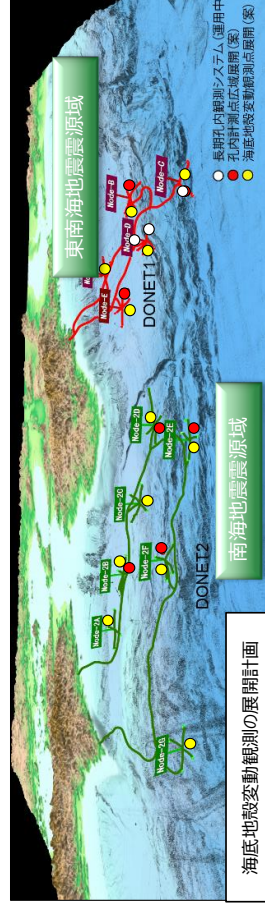 東南海地震震源域
Node-B
Node-C
Node-D
Node-E
DONET1
長期孔内観測システム(運用中
孔内計測点広域展開(案)
海底地殻変動観測点展開(案)
Node-2D
Node-2E
Node-2C
Node-2B
Node-2F
Node-2A
Node-2G
DONET2
南海地震震源域
海底地殻変動観測の展開計画